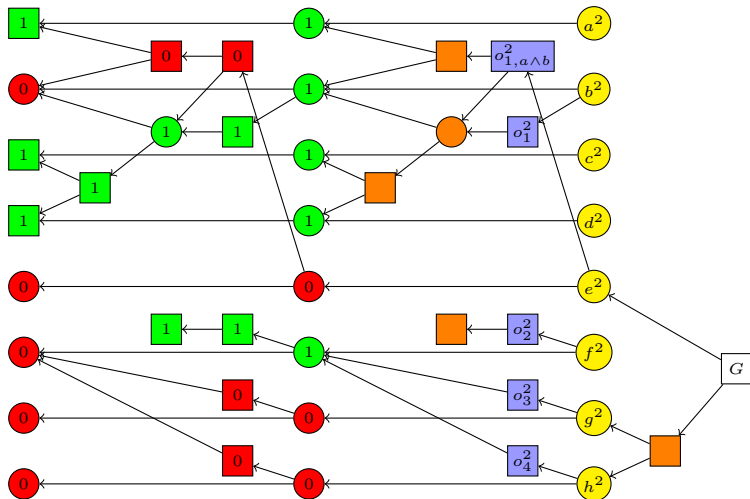 1 1 a²
0 0 o²₁,ₐ∧b
0 1 b²
1 1 o²₁
1 1 c²
1
1 1 d²
0 0 e²
1 1 o²₂
0 1 f²
G
0 o²₃
0 0 g²
0 o²₄
0 0 h²